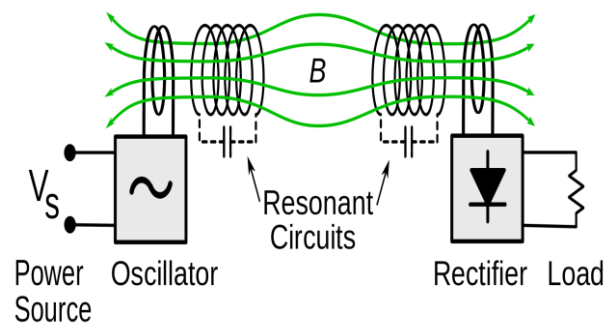 B
V
S
Resonant
Circuits
Power
Source
Oscillator
Rectifier
Load